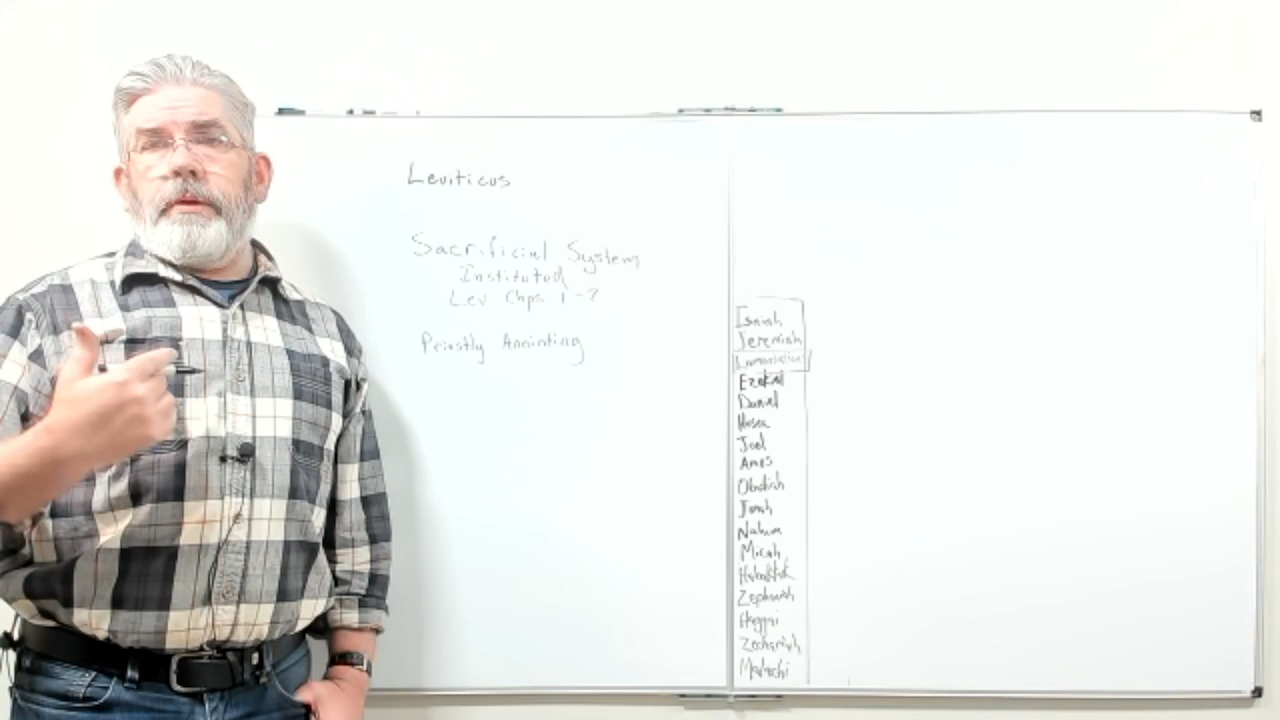 Leviticus
Sacrificial System
Instituted
Lev Chps 1-7
Priestly Annointing
Isaiah
Jeremiah
Lamentations
Ezekiel
Daniel
Hosea
Joel
Amos
Obadiah
Jonah
Nahum
Micah
Habakkuk
Zephaniah
Haggai
Zechariah
Malachi